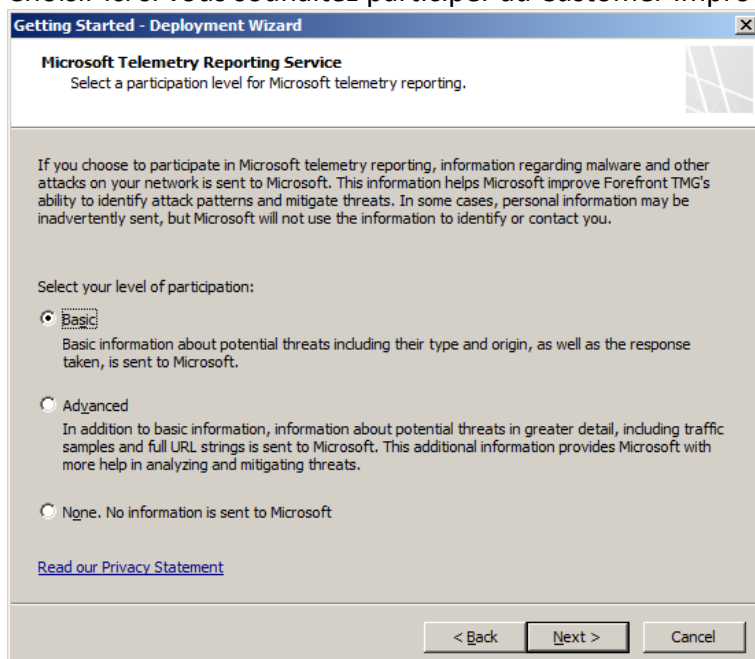 Getting Started - Deployment Wizard
Microsoft Telemetry Reporting Service
Select a participation level for Microsoft telemetry reporting.
If you choose to participate in Microsoft telemetry reporting, information regarding malware and other
attacks on your network is sent to Microsoft. This information helps Microsoft improve Forefront TMG's
ability to identify attack patterns and mitigate threats. In some cases, personal information may be
inadvertently sent, but Microsoft will not use the information to identify or contact you.
Select your level of participation:
Basic
Basic information about potential threats including their type and origin, as well as the response
taken, is sent to Microsoft.
Advanced
In addition to basic information, information about potential threats in greater detail, including traffic
samples and full URL strings is sent to Microsoft. This additional information provides Microsoft with
more help in analyzing and mitigating threats.
None. No information is sent to Microsoft
Read our Privacy Statement
< Back Next > Cancel